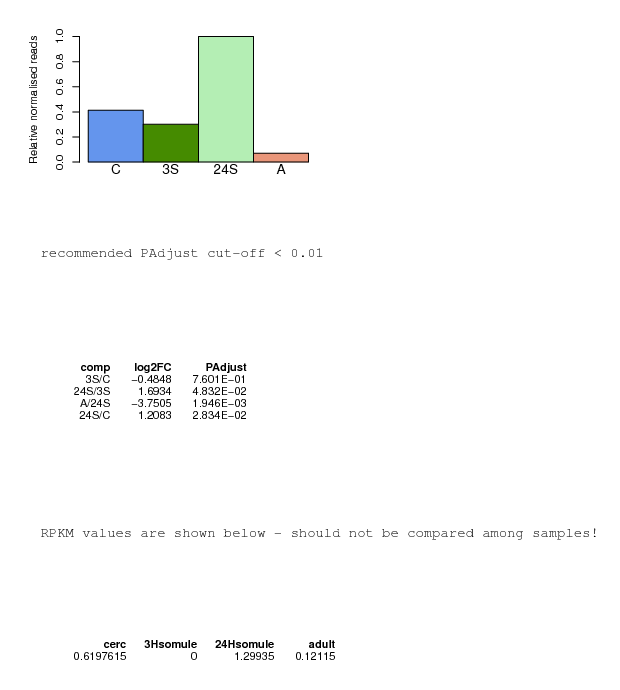 Relative normalised reads
1.0
0.8
0.6
0.4
0.2
0.0
C 3S 24S A
recommended PAdjust cut-off < 0.01
comp log2FC PAdjust
3S/C −0.4848 7.601E−01
24S/3S 1.6934 4.832E−02
A/24S −3.7505 1.946E−03
24S/C 1.2083 2.834E−02
RPKM values are shown below - should not be compared among samples!
cerc 3Hsomule 24Hsomule adult
0.6197615 0 1.29935 0.12115